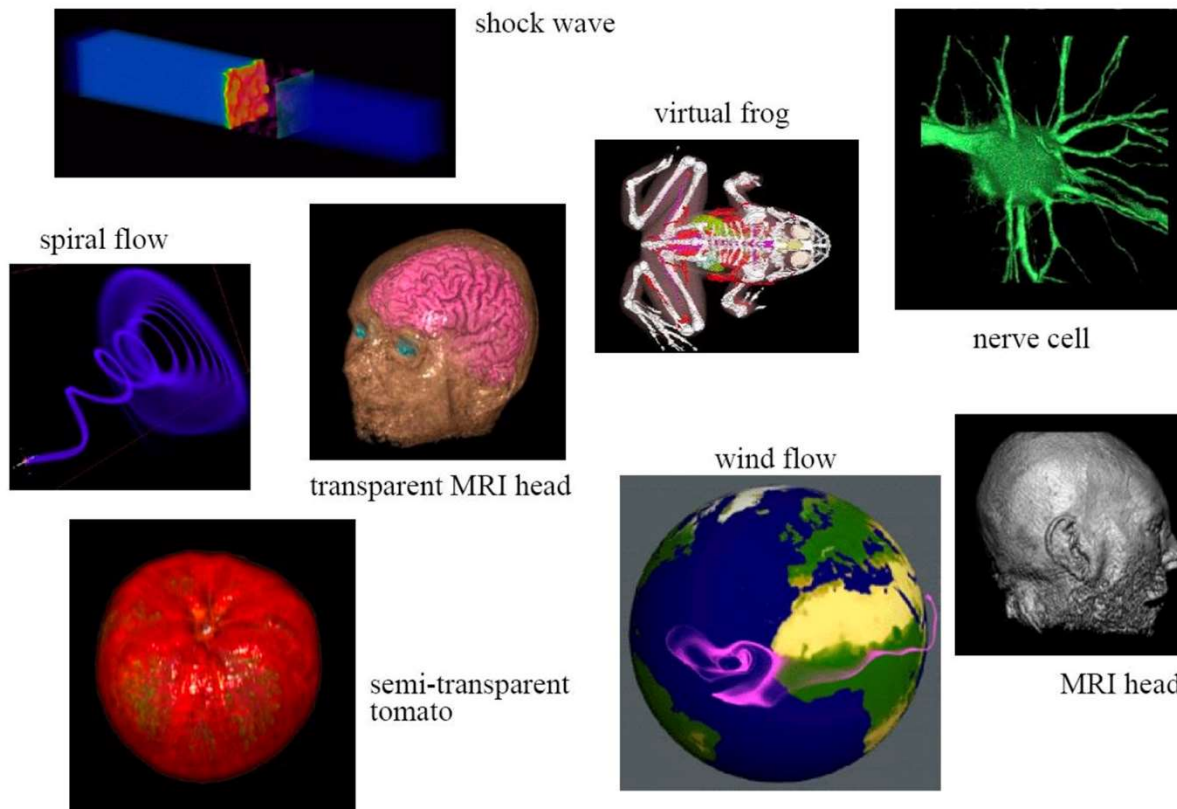 shock wave
virtual frog
spiral flow
nerve cell
transparent MRI head
wind flow
semi-transparent
tomato
MRI head